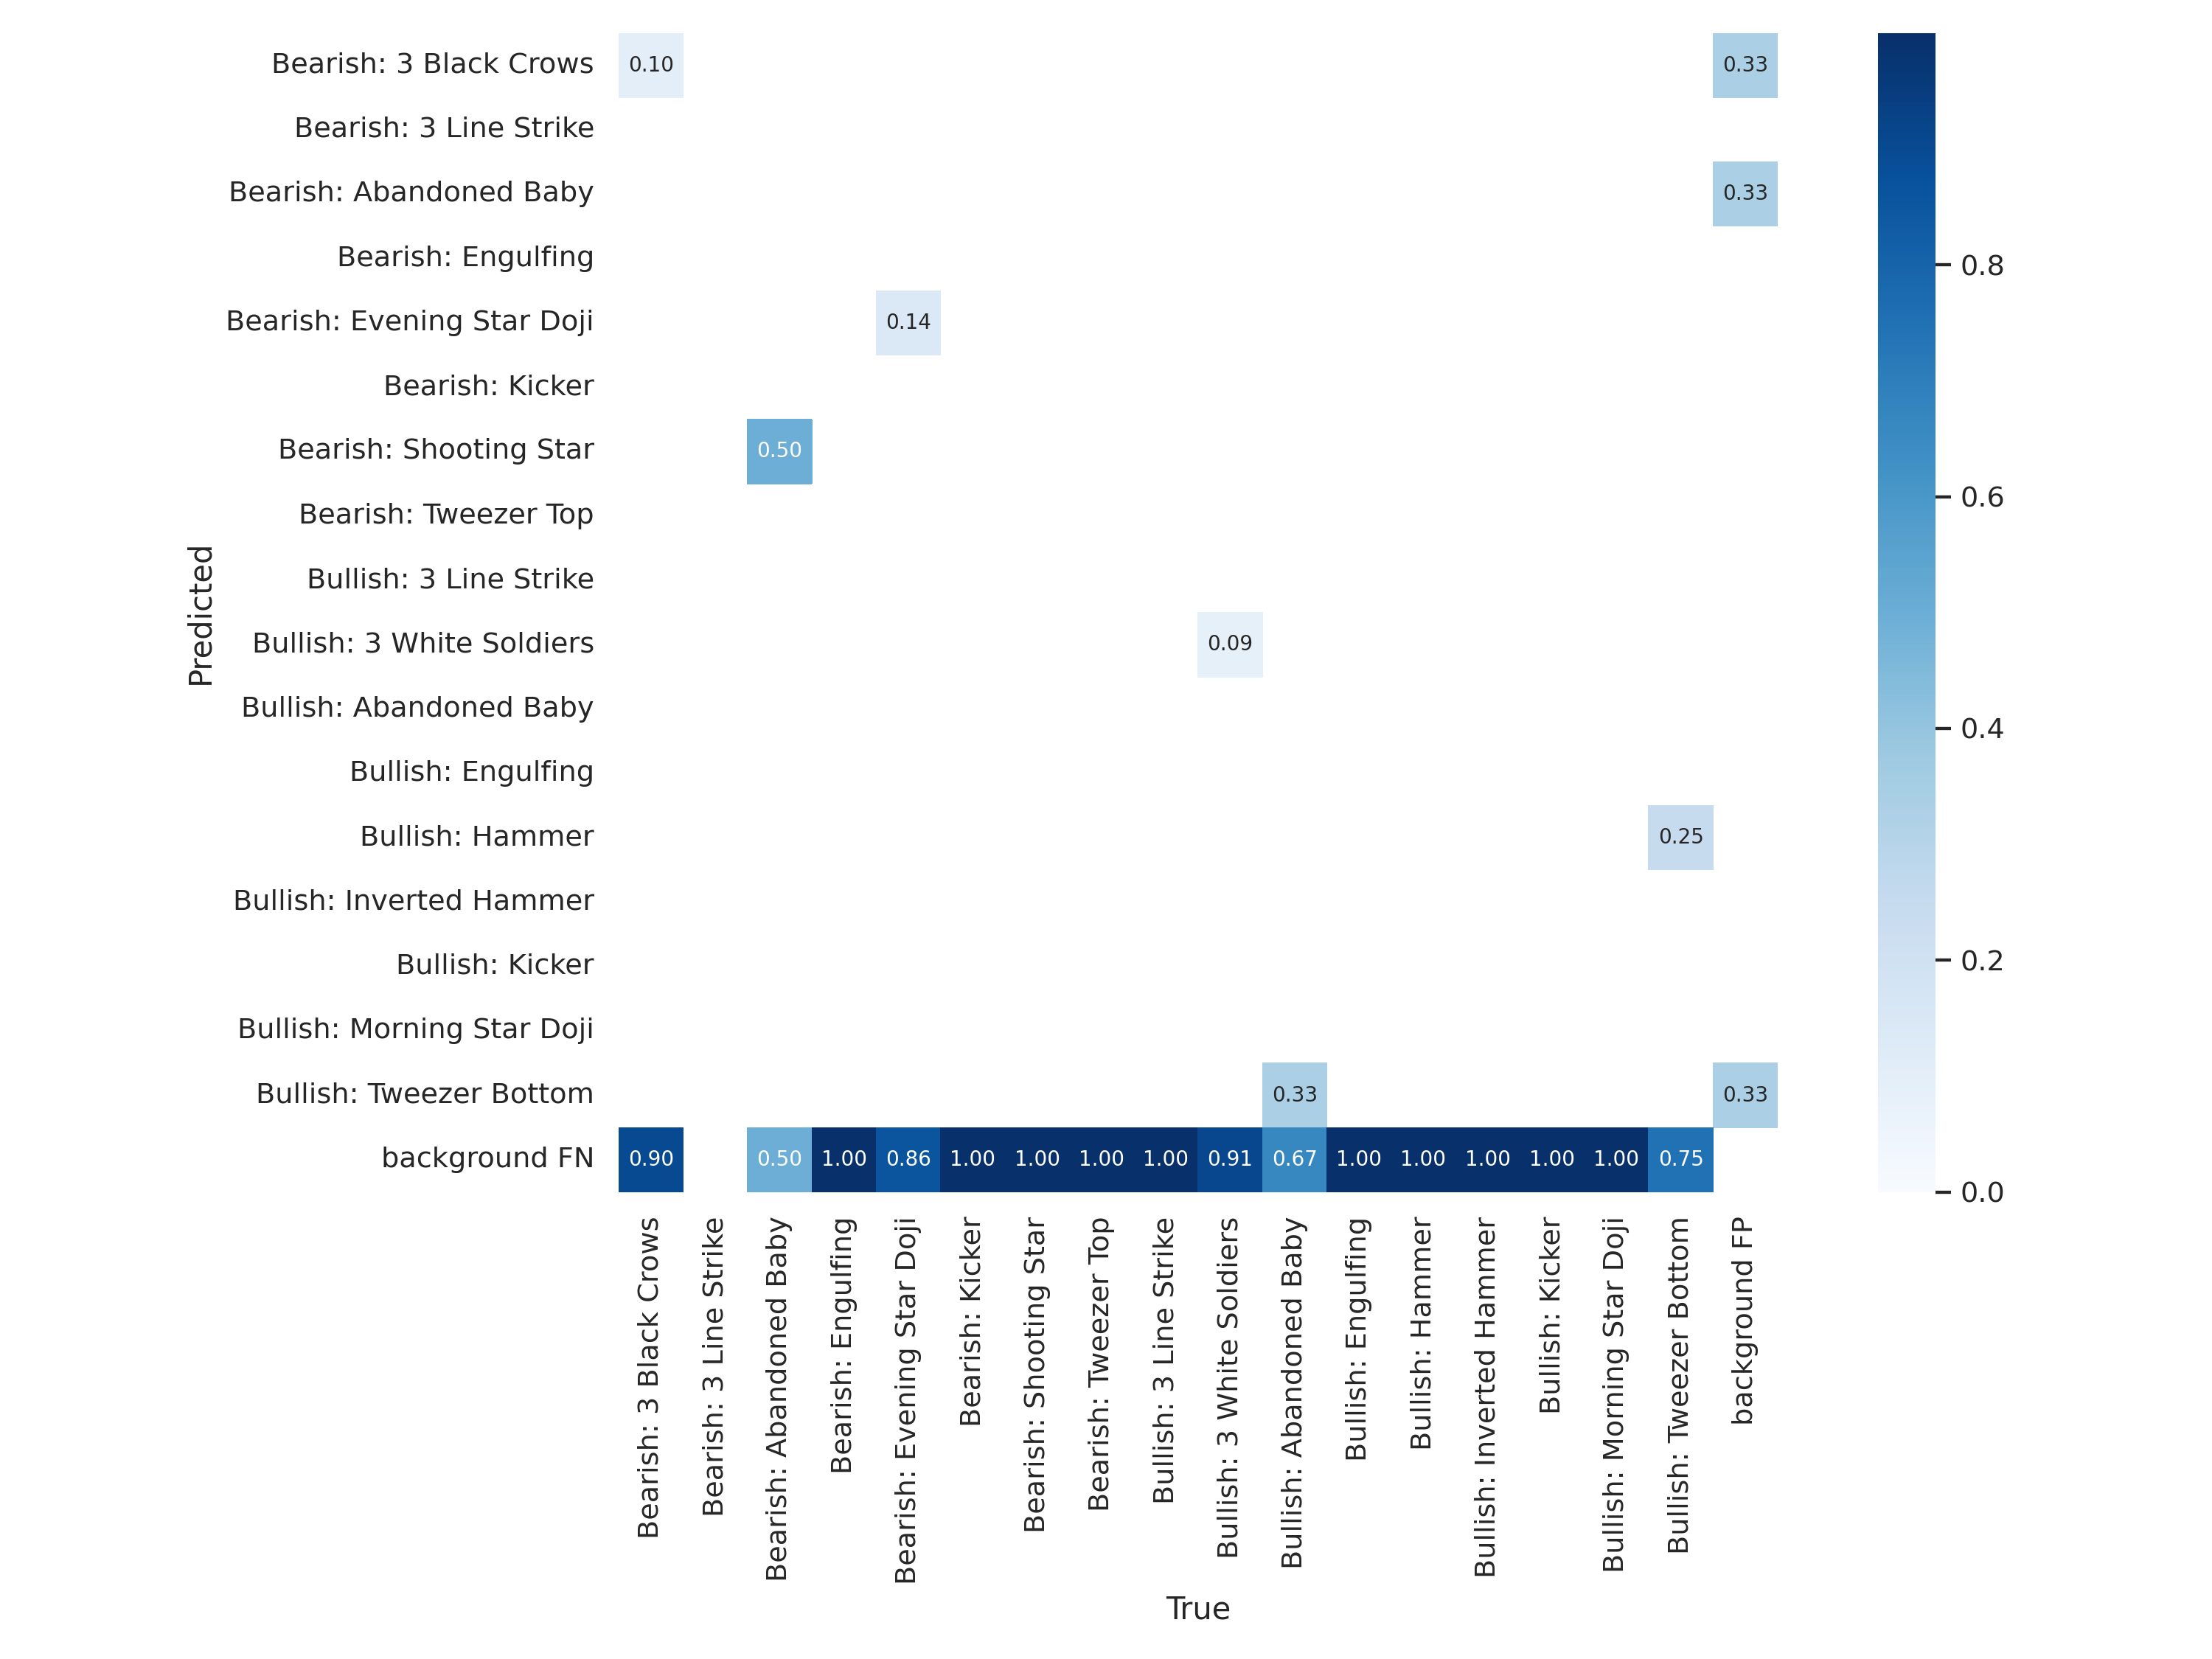 Bearish: 3 Black Crows 0.10 0.33
Bearish: 3 Line Strike
Bearish: Abandoned Baby 0.33
Bearish: Engulfing 0.8
Bearish: Evening Star Doji 0.14
Bearish: Kicker
Bearish: Shooting Star 0.50
0.6
Bearish: Tweezer Top
Bullish: 3 Line Strike
Predicted
Bullish: 3 White Soldiers 0.09
Bullish: Abandoned Baby
0.4
Bullish: Engulfing
Bullish: Hammer 0.25
Bullish: Inverted Hammer
Bullish: Kicker 0.2
Bullish: Morning Star Doji
Bullish: Tweezer Bottom 0.33 0.33
background FN 0.90 0.50 1.00 0.86 1.00 1.00 1.00 1.00 0.91 0.67 1.00 1.00 1.00 1.00 1.00 0.75
0.0
Bearish: 3 Black Crows
Bearish: 3 Line Strike
Bearish: Abandoned Baby
Bearish: Engulfing
Bearish: Evening Star Doji
Bearish: Kicker
Bearish: Shooting Star
Bearish: Tweezer Top
Bullish: 3 Line Strike
Bullish: 3 White Soldiers
Bullish: Abandoned Baby
Bullish: Engulfing
Bullish: Hammer
Bullish: Inverted Hammer
Bullish: Kicker
Bullish: Morning Star Doji
Bullish: Tweezer Bottom
background FP
True